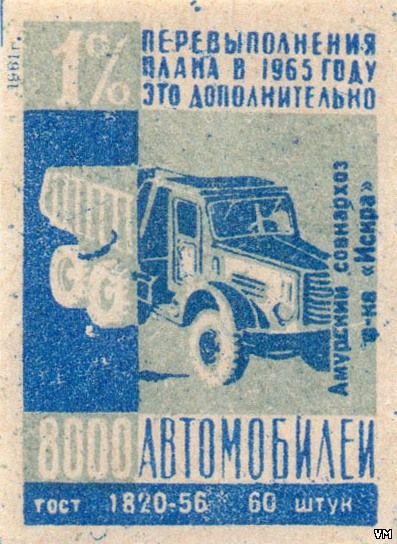 1961г.
1% ПЕРЕВЫПОЛНЕНИЯ
ПЛАНА В 1965 ГОДУ
ЭТО ДОПОЛНИТЕЛЬНО
Амурский совнархоз
ф-ка «Искра»
8000 АВТОМОБИЛЕЙ
ГОСТ 1820-56 60 ШТУК
VM